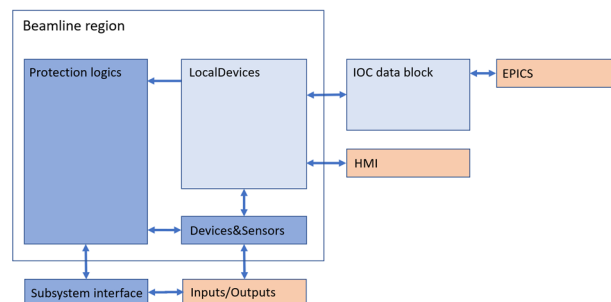 Beamline region
Protection logics
LocalDevices
IOC data block
EPICS
HMI
Devices&Sensors
Subsystem interface
Inputs/Outputs